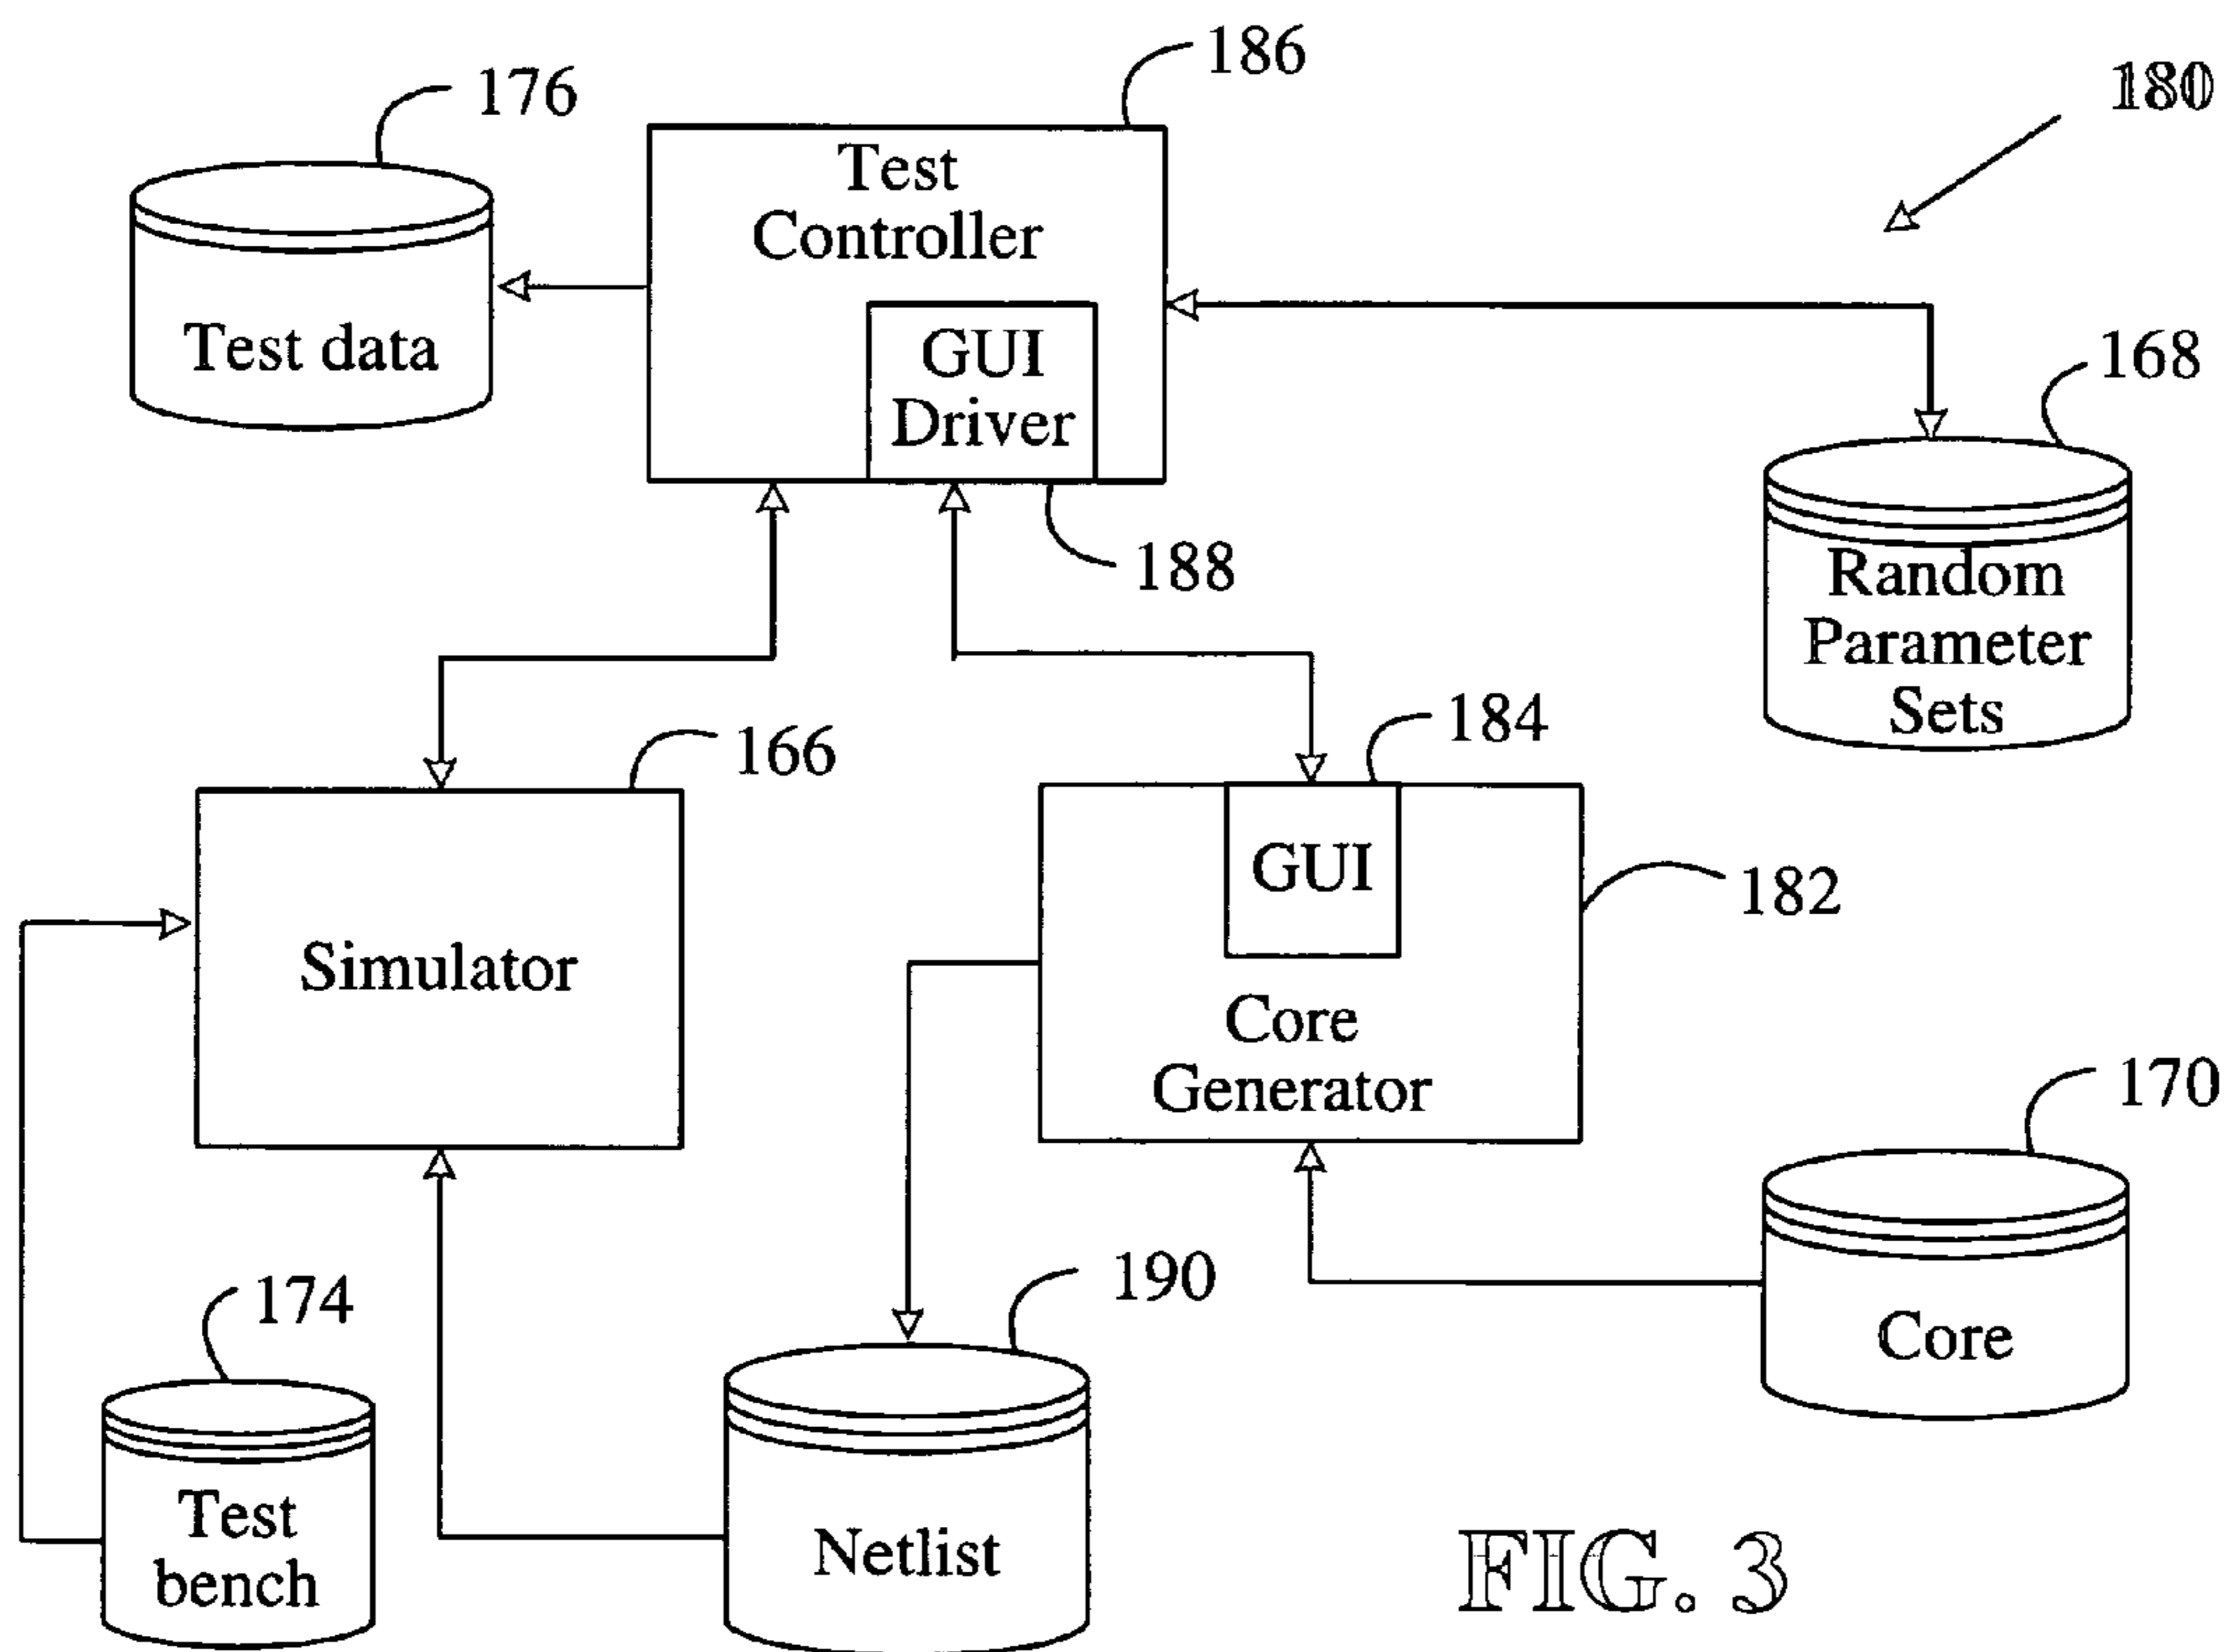 186
180
176
Test
Controller
Test data
GUI
Driver
168
188
Random
Parameter
Sets
184
166
GUI
182
Simulator
Core
Generator
170
190
174
Core
Test
bench
Netlist
FIG. 3